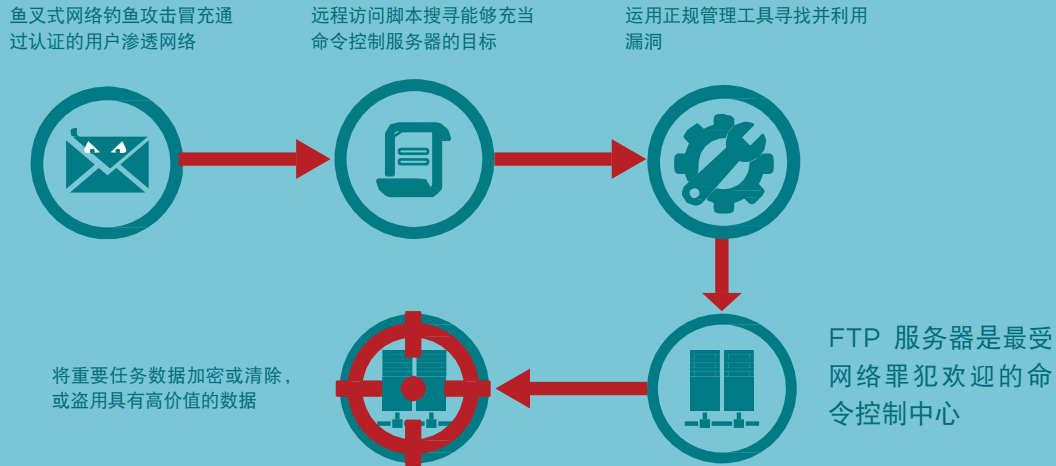 鱼叉式网络钓鱼攻击冒充通
过认证的用户渗透网络
远程访问脚本搜寻能够充当
命令控制服务器的目标
运用正规管理工具寻找并利用
漏洞
FTP 服务器是最受
网络罪犯欢迎的命
令控制中心
将重要任务数据加密或清除,
或盗用具有高价值的数据